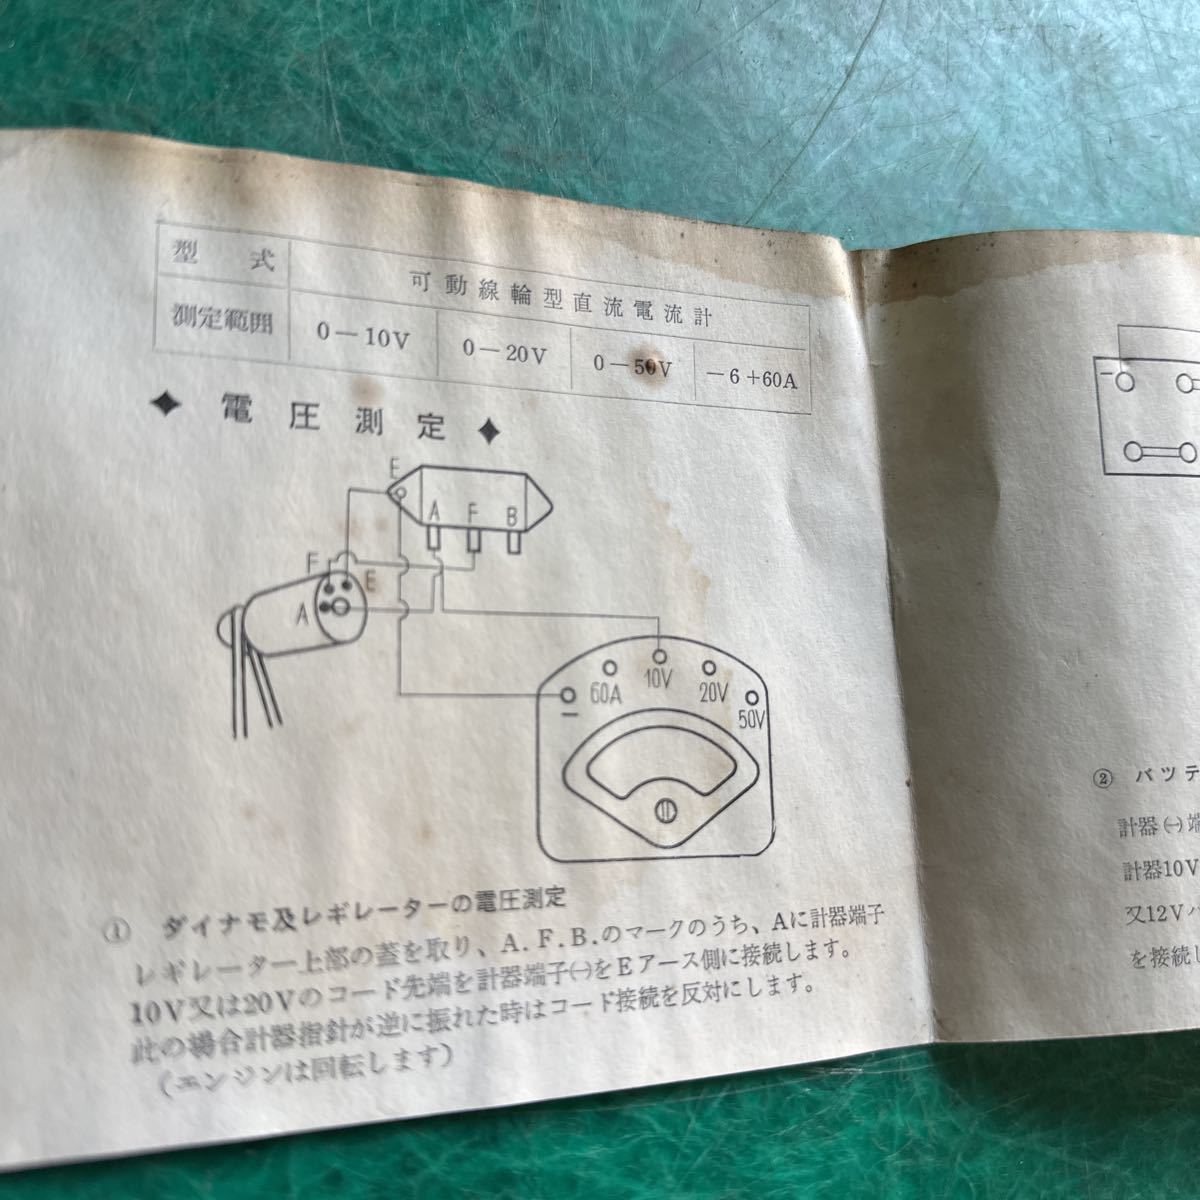 型 式 可動線輪型直流電流計
測定範囲 0—10V 0—20V 0—50V —6+60A
◆ 電圧測定 ◆
E
A F B
F
E
A
60A 10V 20V 50V
—
① ダイナモ及レギレーターの電圧測定
レギレーター上部の蓋を取り、A.F.B.のマークのうち、Aに計器端子
10V又は20Vのコード先端を計器端子(—)をEアース側に接続します。
此の場合計器指針が逆に振れた時はコード接続を反対にします。
(エンジンは回転します)
—
② バッテ
計器(—)端
計器10V
又12Vバ
を接続し